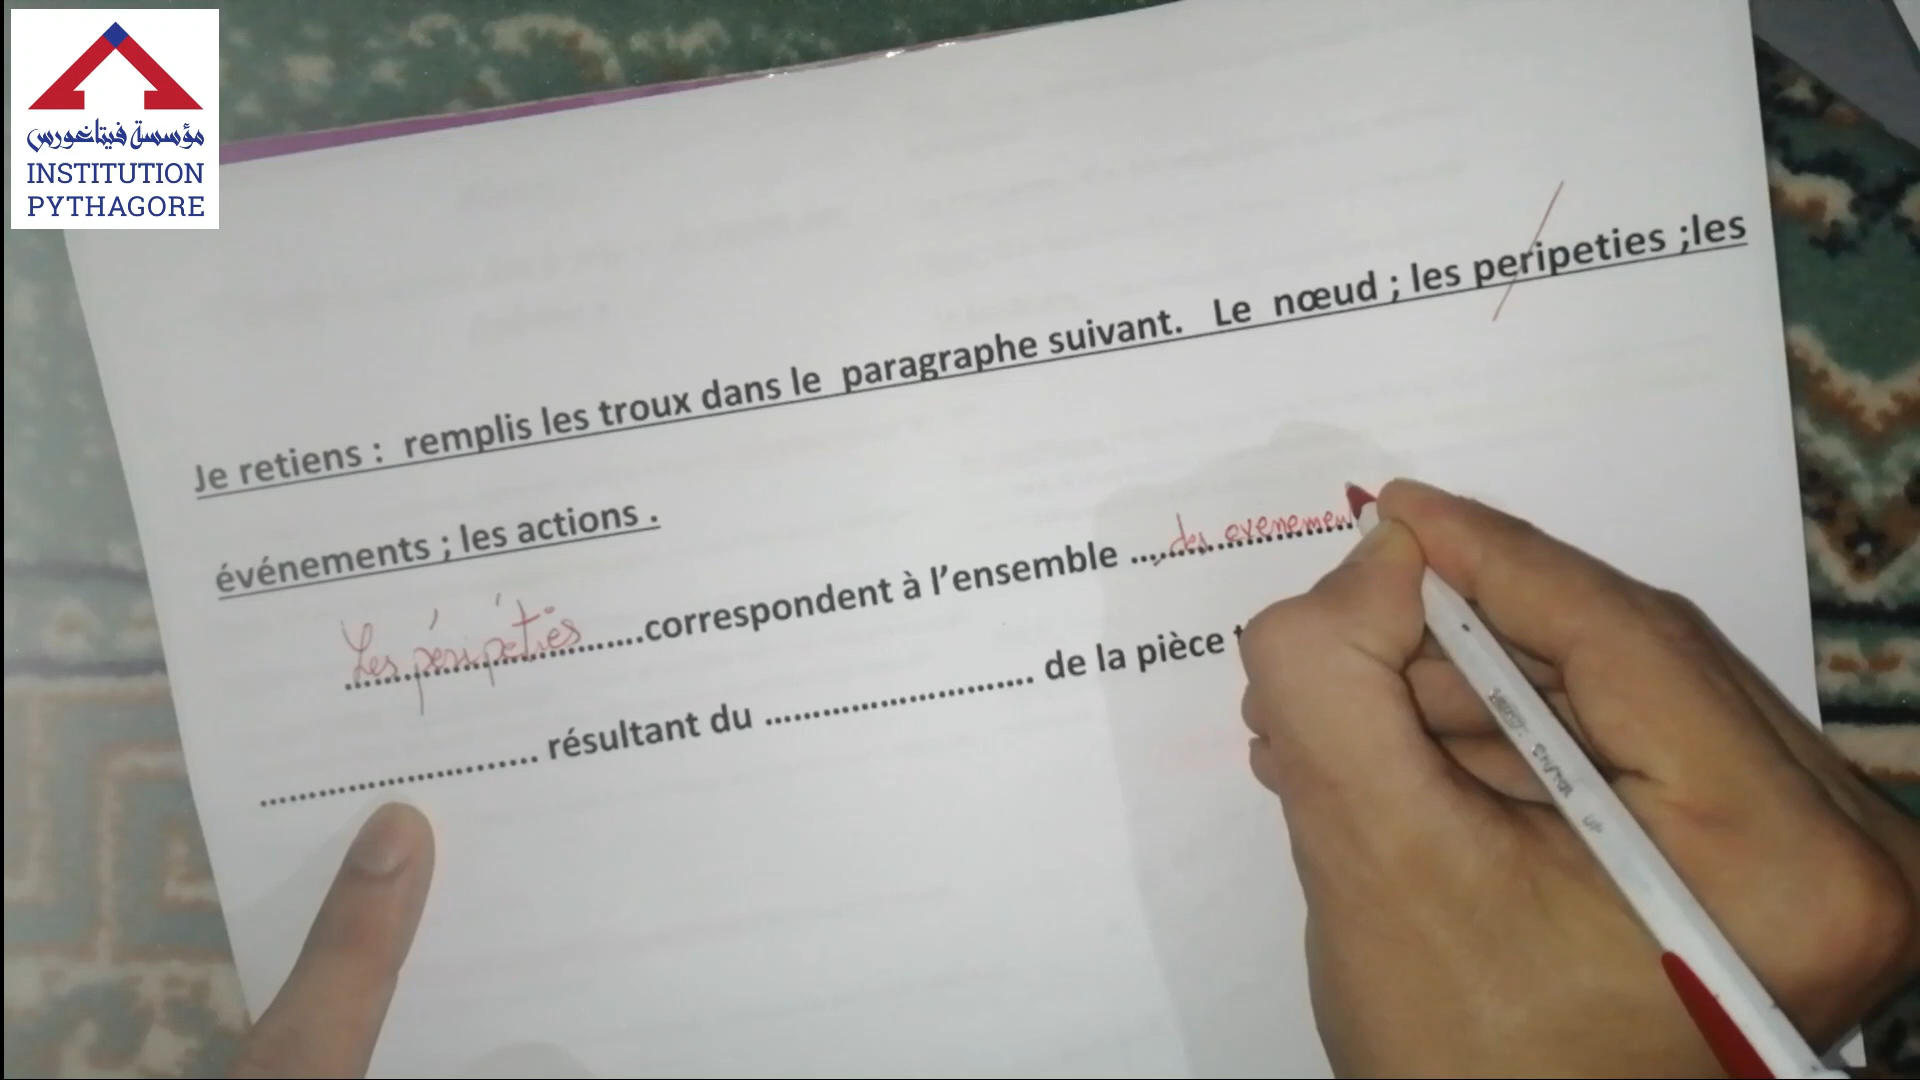 مؤسسة فيتاغورس
INSTITUTION
PYTHAGORE
Je retiens : remplis les troux dans le paragraphe suivant. Le nœud ; les peripeties ;les
événements ; les actions .
Les péripéties correspondent à l'ensemble des evenemen
résultant du ........................... de la pièce